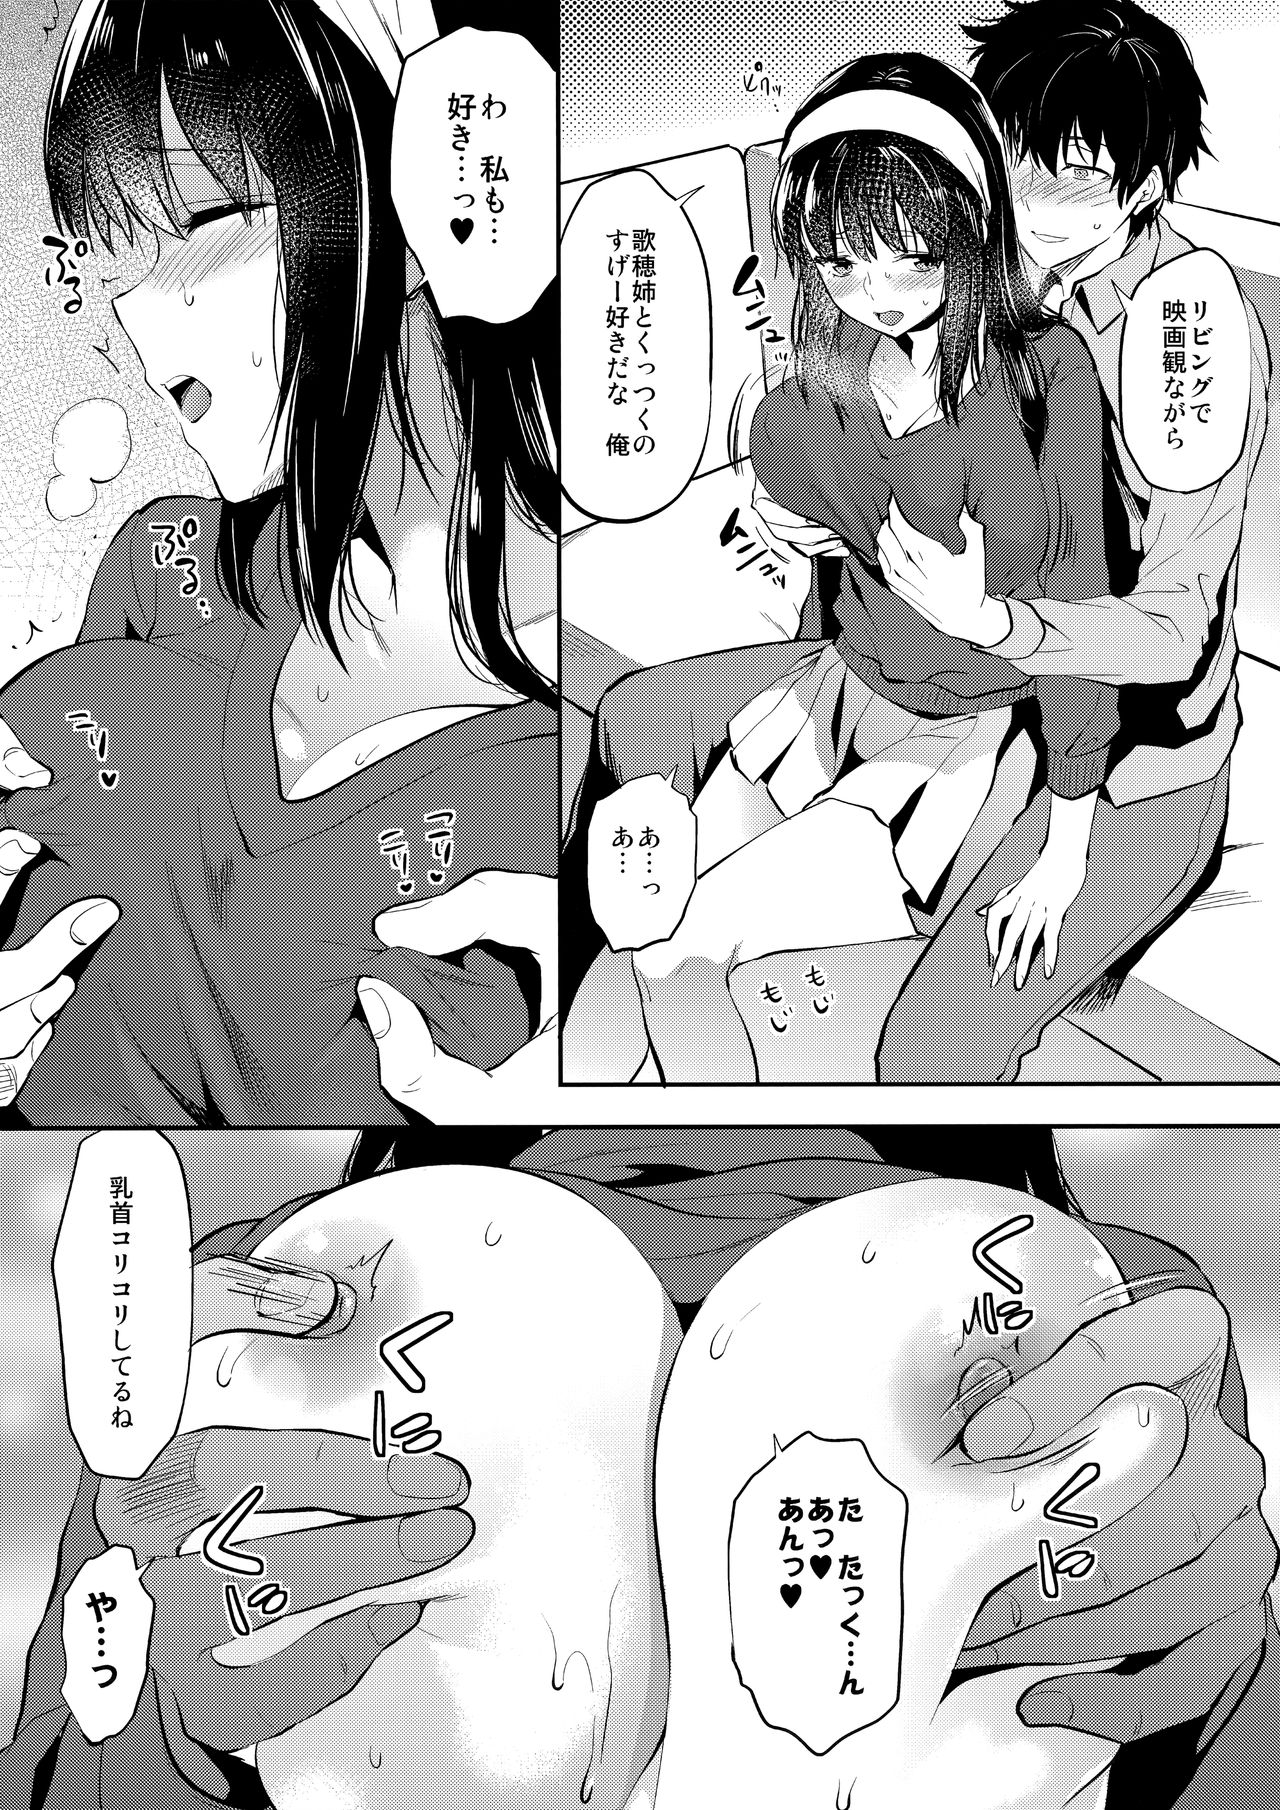 リビングで
映画観ながら
ピクッ…
歌穂姉とくっつくの
すげー好きだな 俺
ムニュ
ムニュッ
あ…っ
あ…
もじ
もじ
わ 私も…
好き…っ♥
ぷる
ぷる…
コリ♥
コリ♥
コリ♥
くに
くに
た たっく…ん
あっ♥
あんっ♥
乳首コリコリしてるね
くに
くに
や…つ